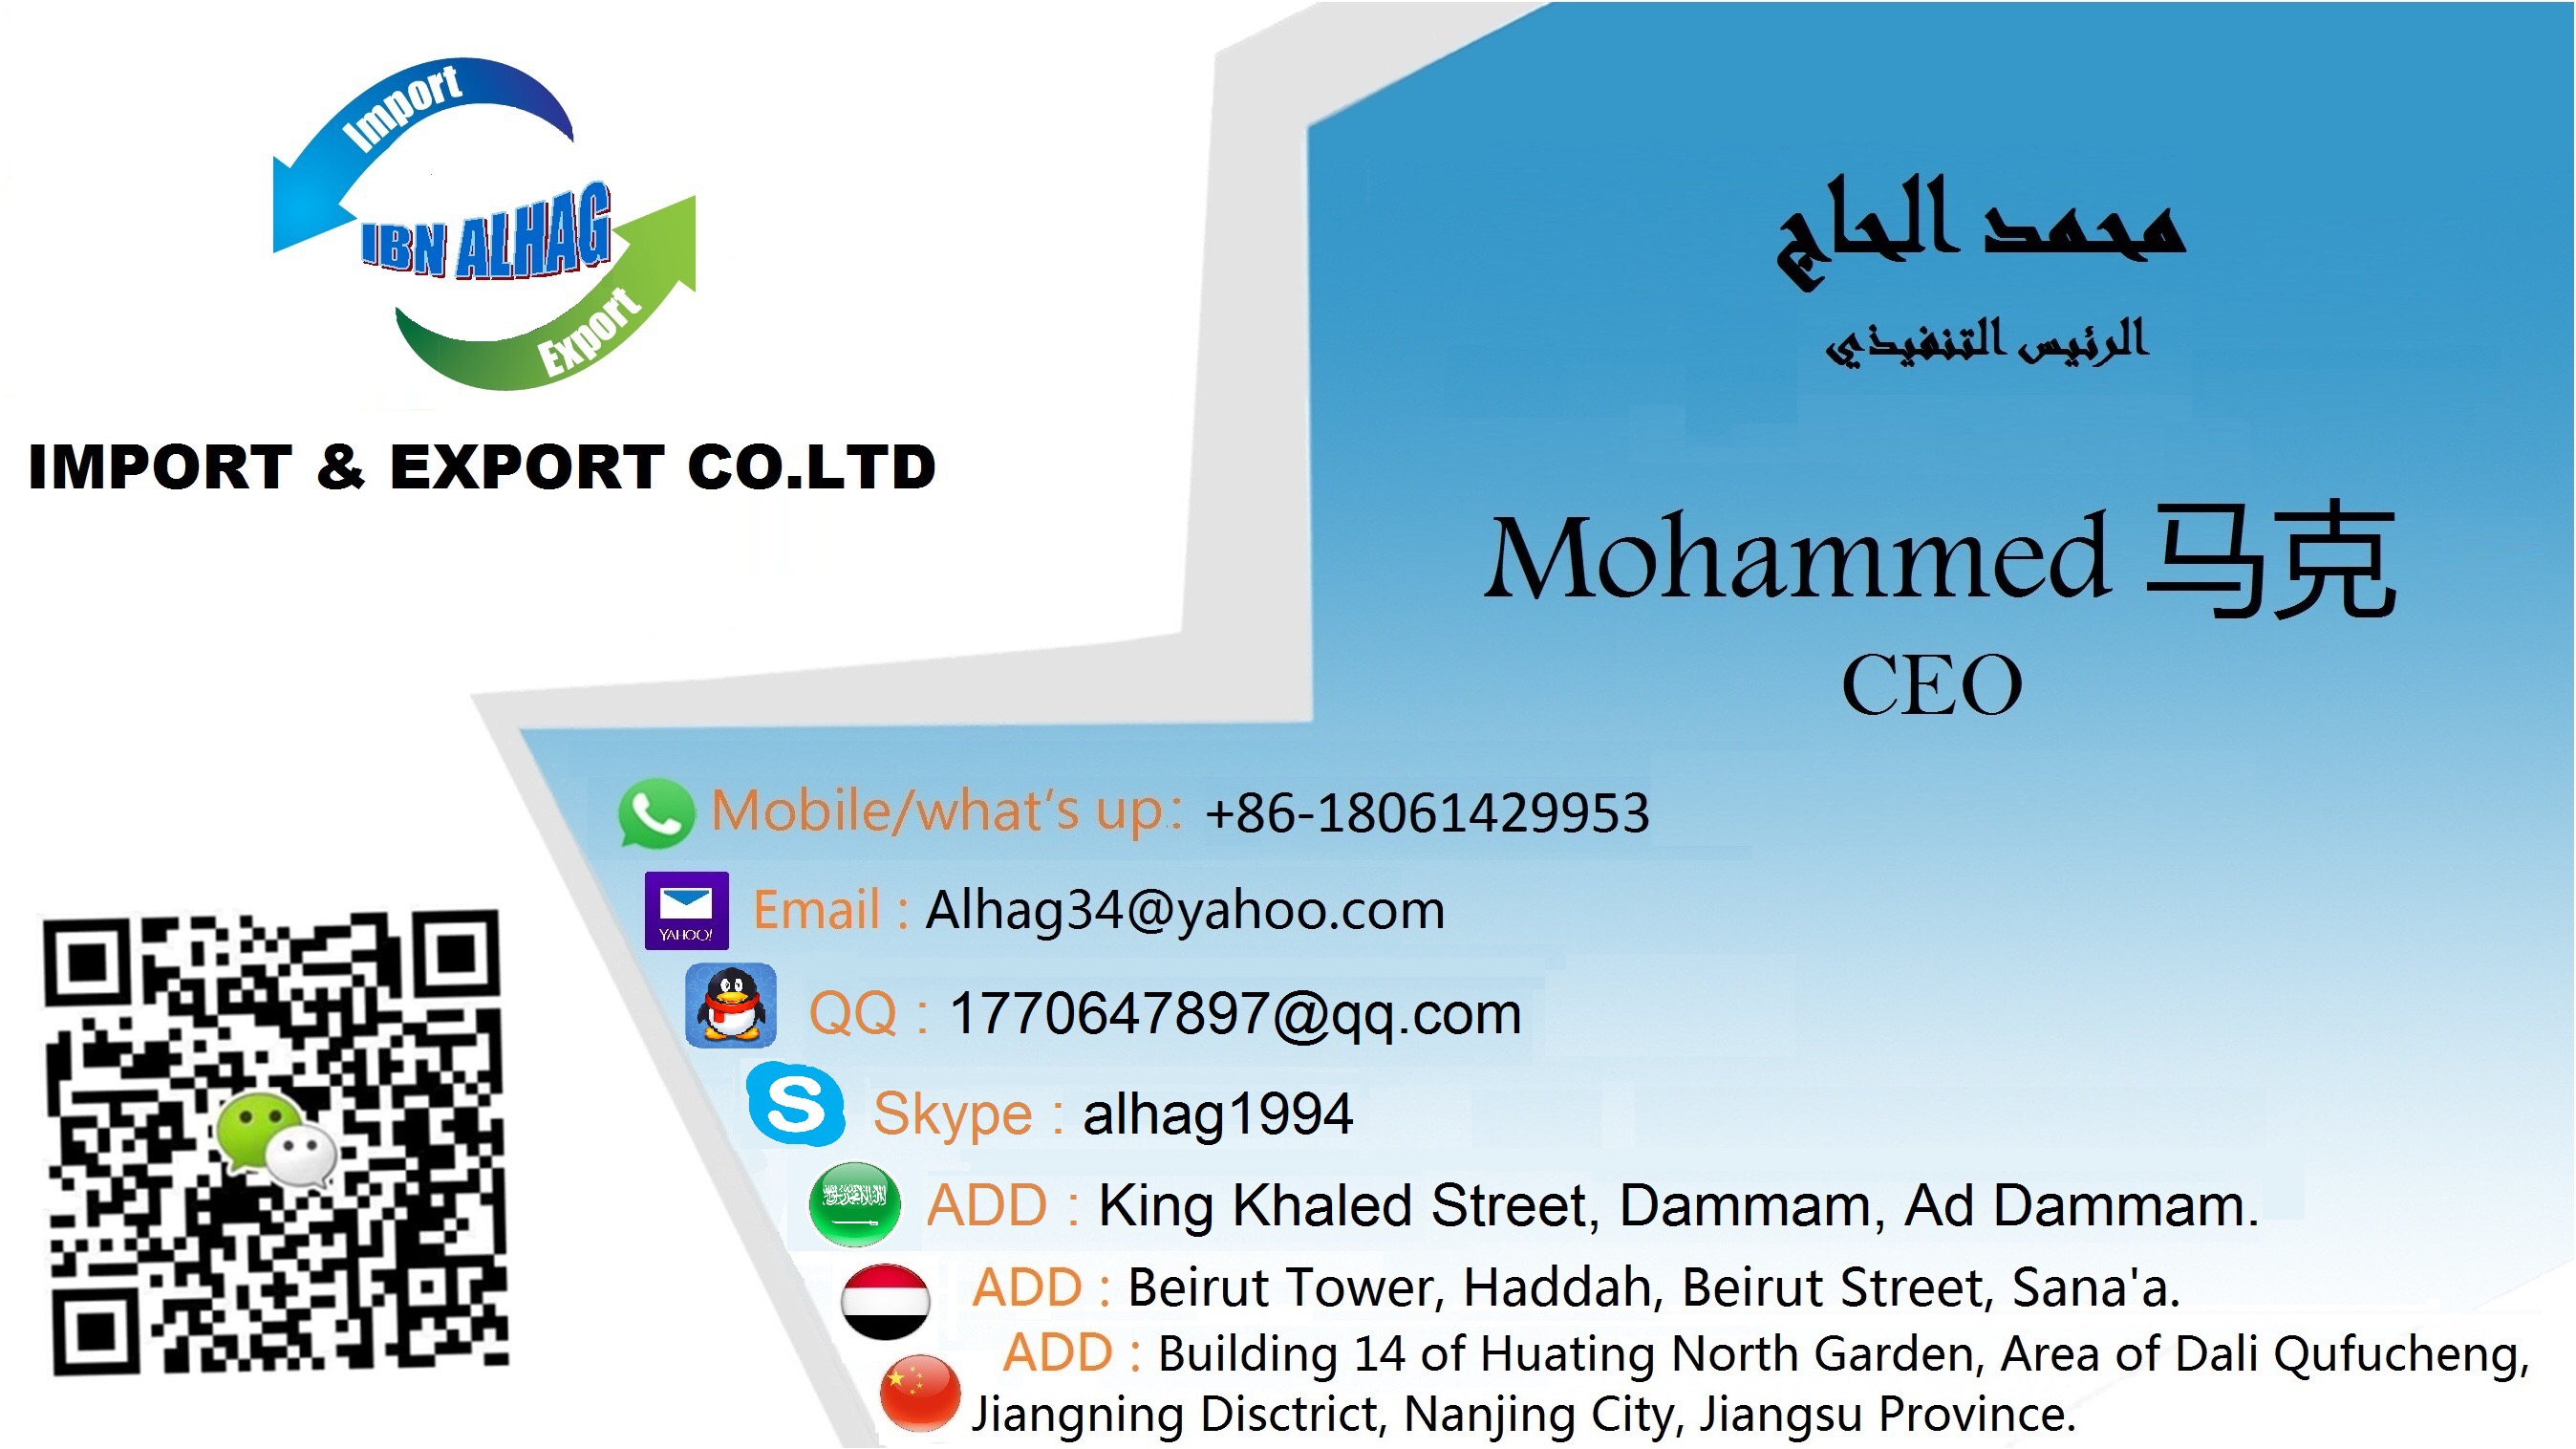 Import
IBN ALHAG
Export
IMPORT & EXPORT CO.LTD
محمد الحاج
الرئيس التنفيذي
Mohammed 马克
CEO
Mobile/what's up: +86-18061429953
YAHOO!
Email : Alhag34@yahoo.com
QQ : 1770647897@qq.com
S
Skype : alhag1994
ADD : King Khaled Street, Dammam, Ad Dammam.
ADD : Beirut Tower, Haddah, Beirut Street, Sana'a.
ADD : Building 14 of Huating North Garden, Area of Dali Qufucheng,
Jiangning Disctrict, Nanjing City, Jiangsu Province.